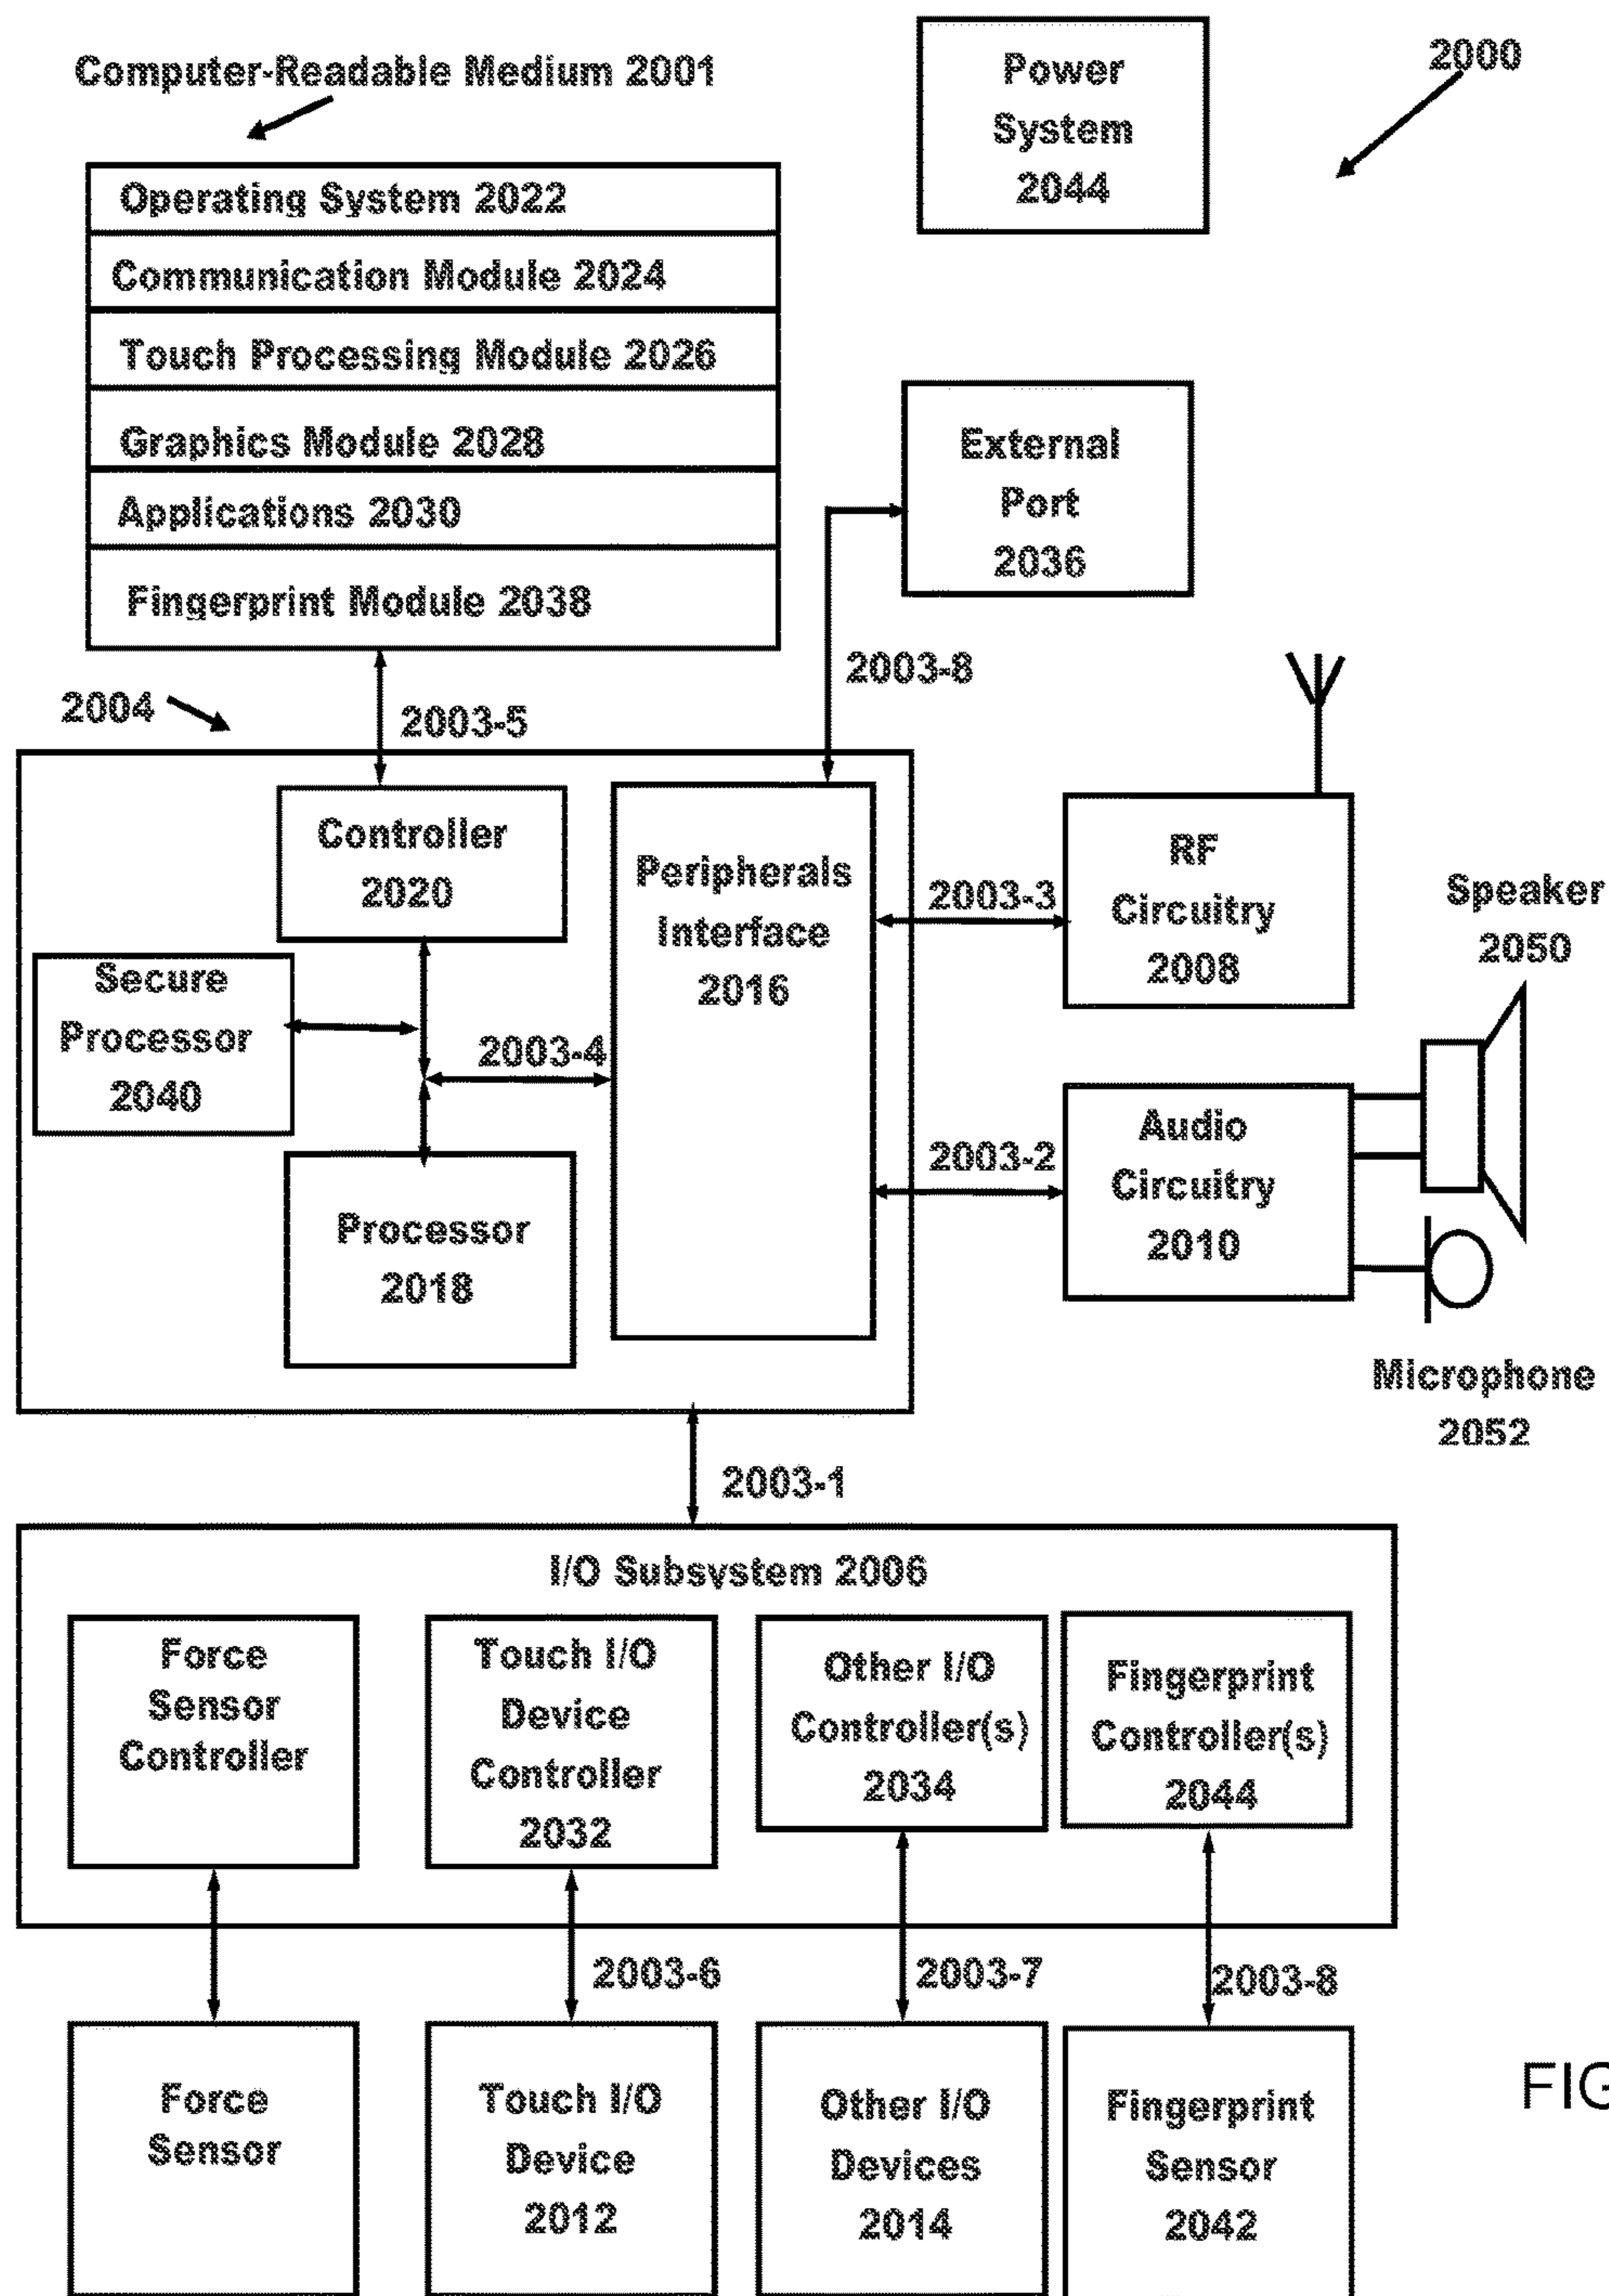 Computer-Readable Medium 2001
Power
System
2044
2000
Operating System 2022
Communication Module 2024
Touch Processing Module 2026
Graphics Module 2028
Applications 2030
Fingerprint Module 2038
External
Port
2036
2003-8
2004
2003-5
Controller
2020
Peripherals
Interface
2016
Secure
Processor
2040
2003-4
Processor
2018
2003-3
RF
Circuitry
2008
Speaker
2050
2003-2
Audio
Circuitry
2010
Microphone
2052
2003-1
I/O Subsystem 2006
Force
Sensor
Controller
Touch I/O
Device
Controller
2032
Other I/O
Controller(s)
2034
Fingerprint
Controller(s)
2044
2003-6
2003-7
2003-8
Force
Sensor
Touch I/O
Device
2012
Other I/O
Devices
2014
Fingerprint
Sensor
2042
FIG